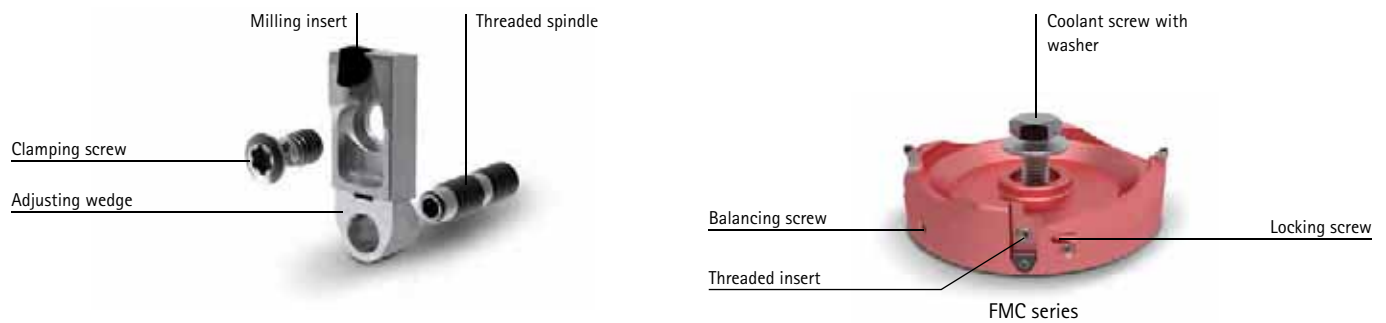 Milling insert
Threaded spindle
Clamping screw
Adjusting wedge
Coolant screw with
washer
Balancing screw
Locking screw
Threaded insert
FMC series